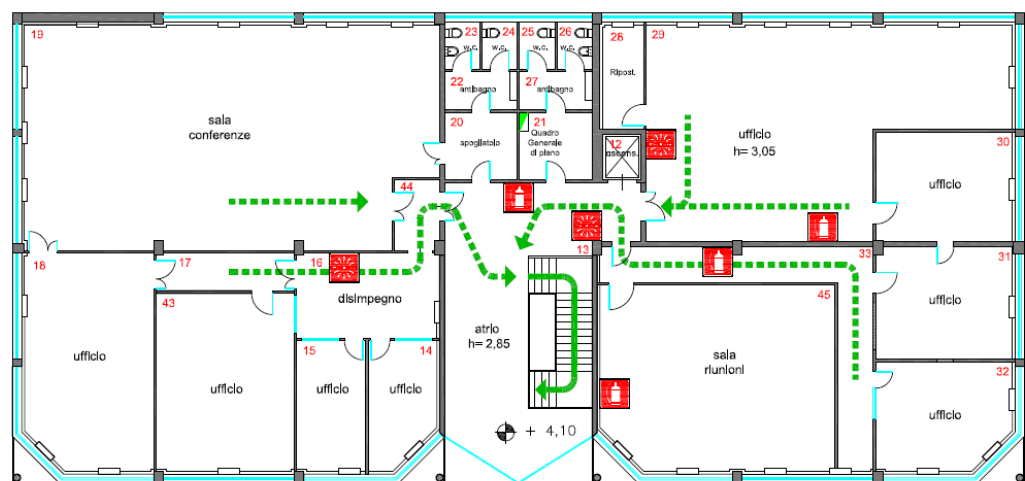 19
23
24
25
26
28
29
w.c.
w.c.
w.c.
w.c.
22
27
Ripost.
antibagno
antibagno
sala
conferenze
20
21
12
ufficio
h= 3,05
spogliatoio
Quadro
Generale
di piano
ascens.
30
44
ufficio
13
18
17
16
33
31
43
disimpegno
45
ufficio
atrio
h= 2,85
15
14
sala
riunioni
32
ufficio
ufficio
ufficio
ufficio
ufficio
+ 4,10